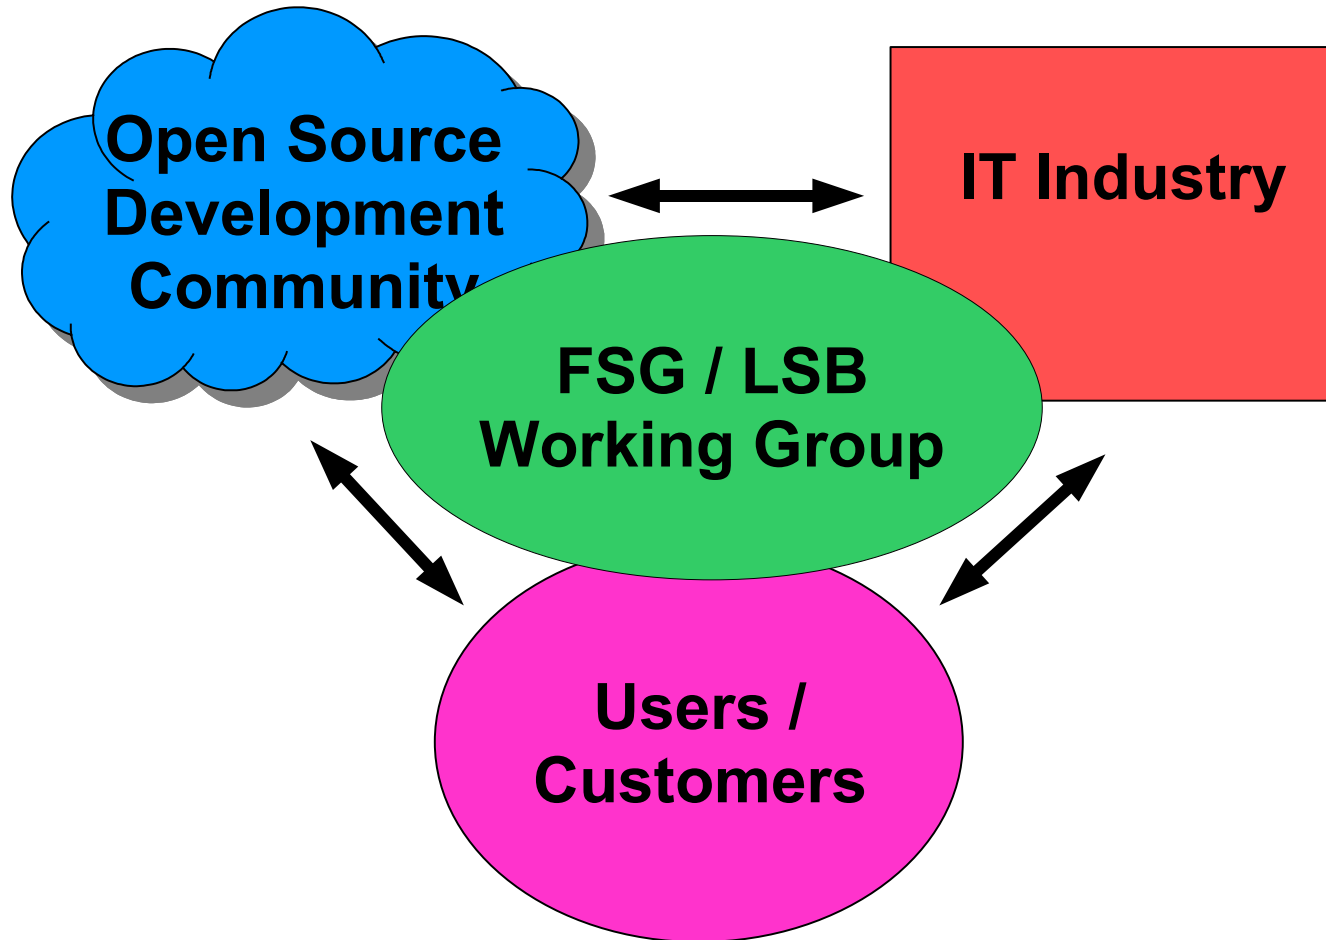 Open Source
Development
Community
IT Industry
FSG / LSB
Working Group
Users /
Customers